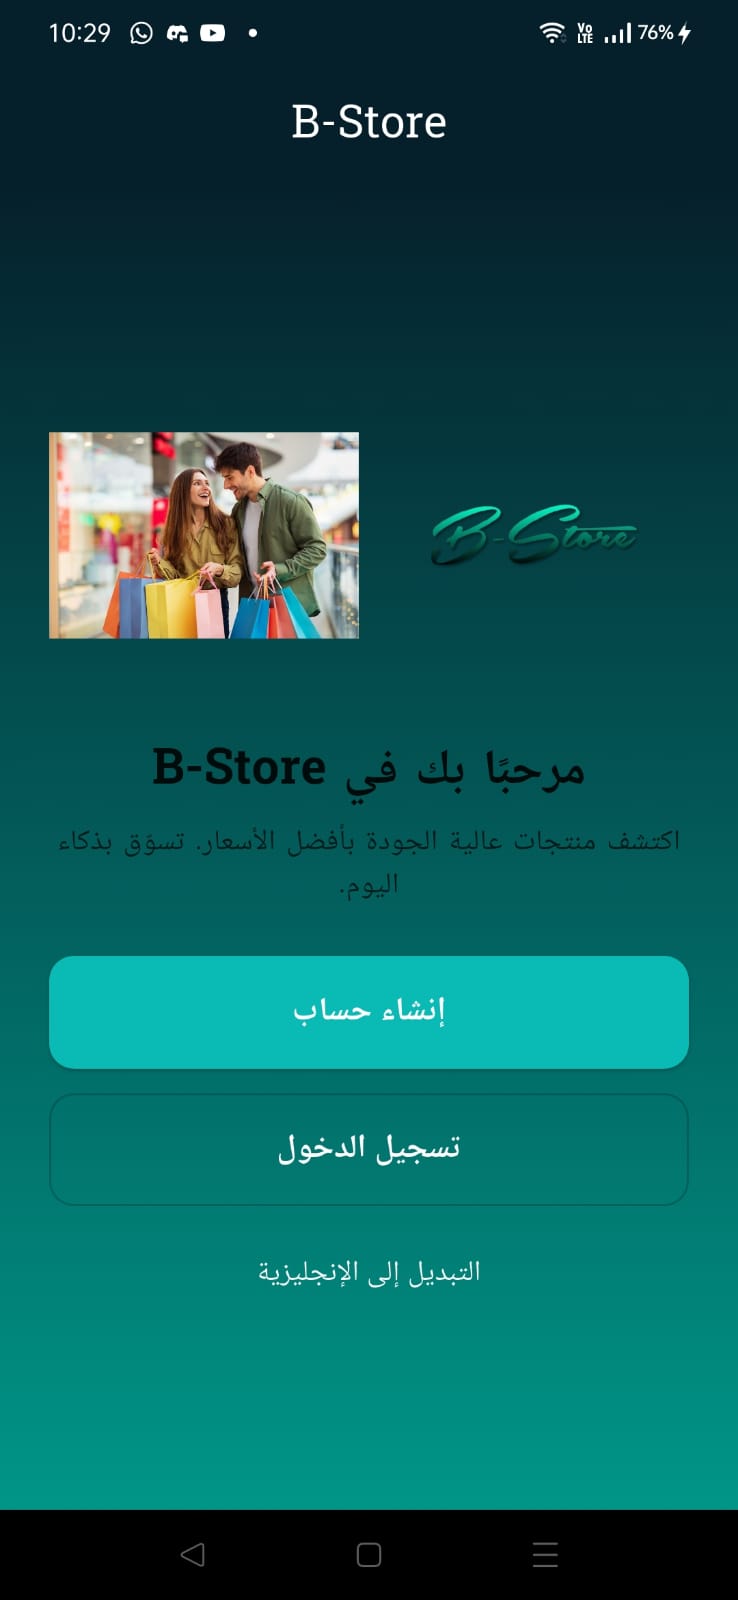 10:29
Vo LTE 76%
B-Store
B-Store
مرحبًا بك في B-Store
اكتشف منتجات عالية الجودة بأفضل الأسعار. تسوّق بذكاء
اليوم.
إنشاء حساب
تسجيل الدخول
التبديل إلى الإنجليزية